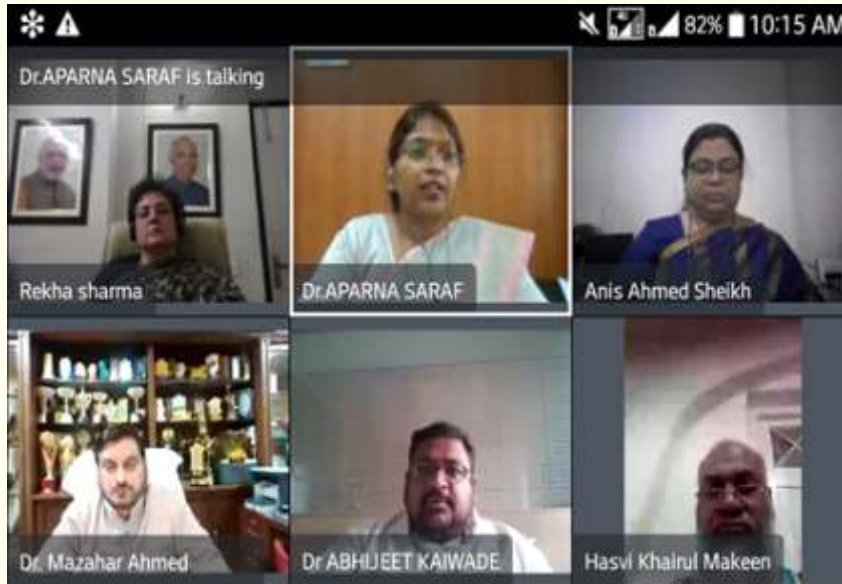 82% 10:15 AM
Dr.APARNA SARAF is talking
Rekha sharma
Dr.APARNA SARAF
Anis Ahmed Sheikh
Dr. Mazahar Ahmed
Dr ABHIJEET KAIWADE
Hasvi Khairul Makeen